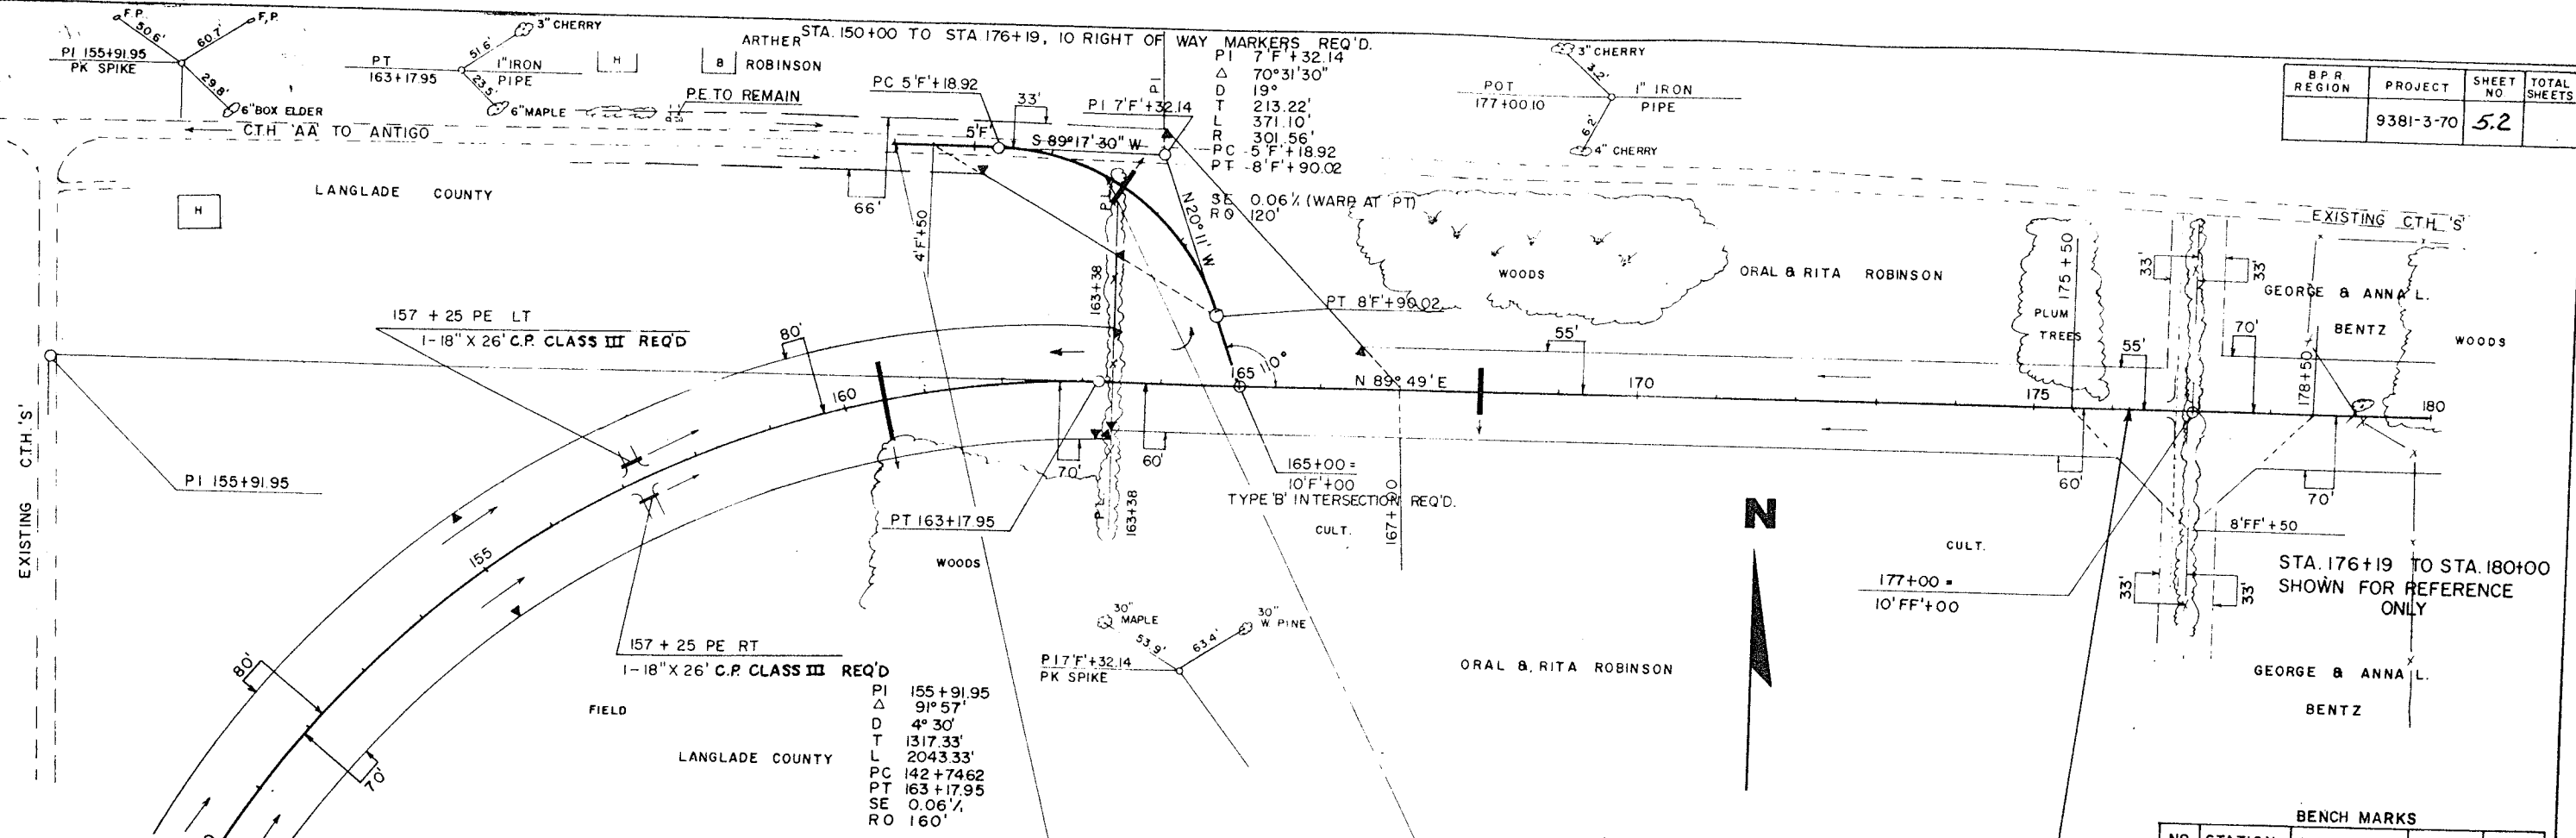 STA. 150+00 TO STA. 176+19, 10 RIGHT OF WAY MARKERS REQ'D.
F.P.
F.P.
50.6'
60.7'
PI 155+91.95
PK SPIKE
29.8'
6" BOX ELDER
3" CHERRY
51.6'
PT
163+17.95
1" IRON
PIPE
23.5'
6" MAPLE
H
B
ARTHER
ROBINSON
P.E. TO REMAIN
C.T.H. 'AA' TO ANTIGO
PC 5'F'+18.92
33'
PI 7'F'+32.14
5'F'
S 89°17'30" W
PI
PI 7'F'+32.14
Δ 70°31'30"
D 19°
T 213.22'
L 371.10'
R 301.56'
PC 5'F'+18.92
PT 8'F'+90.02
SE 0.06'/, (WARP AT PT)
RO 120'
3" CHERRY
3.2'
POT
177+00.10
1" IRON
PIPE
6.2'
4" CHERRY
B P R REGION
PROJECT
SHEET NO
TOTAL SHEETS
9381-3-70
5.2
LANGLADE COUNTY
H
66'
4'F'+50
PL
163+38
N20°11'W
WOODS
ORAL & RITA ROBINSON
PLUM
TREES
175+50
EXISTING C.T.H. 'S'
33'
33'
GEORGE & ANNA L.
BENTZ
WOODS
157 + 25 PE LT
1-18" X 26' C.P. CLASS III REQ'D
80'
PT 8'F'+90.02
55'
55'
70'
178+50
160
165
110°
N 89°49'E
170
175
180
EXISTING C.T.H. 'S'
PI 155+91.95
70'
60'
165+00 =
10'F'+00
TYPE 'B' INTERSECTION REQ'D.
60'
70'
PT 163+17.95
PL
163+38
CULT.
WOODS
155
N
CULT.
8'FF'+50
STA. 176+19 TO STA. 180+00
SHOWN FOR REFERENCE
ONLY
177+00 =
10'FF'+00
33'
33'
157 + 25 PE RT
1-18" X 26' C.P. CLASS III REQ'D
30"
MAPLE
30"
W. PINE
53.9'
63.4'
PI 7'F'+32.14
PK SPIKE
ORAL & RITA ROBINSON
GEORGE & ANNA L.
BENTZ
80'
70'
FIELD
LANGLADE COUNTY
PI 155+91.95
Δ 91°57'
D 4°30'
T 1317.33'
L 2043.33'
PC 142+74.62
PT 163+17.95
SE 0.06'/,
RO 160'
BENCH MARKS
NO
STATION